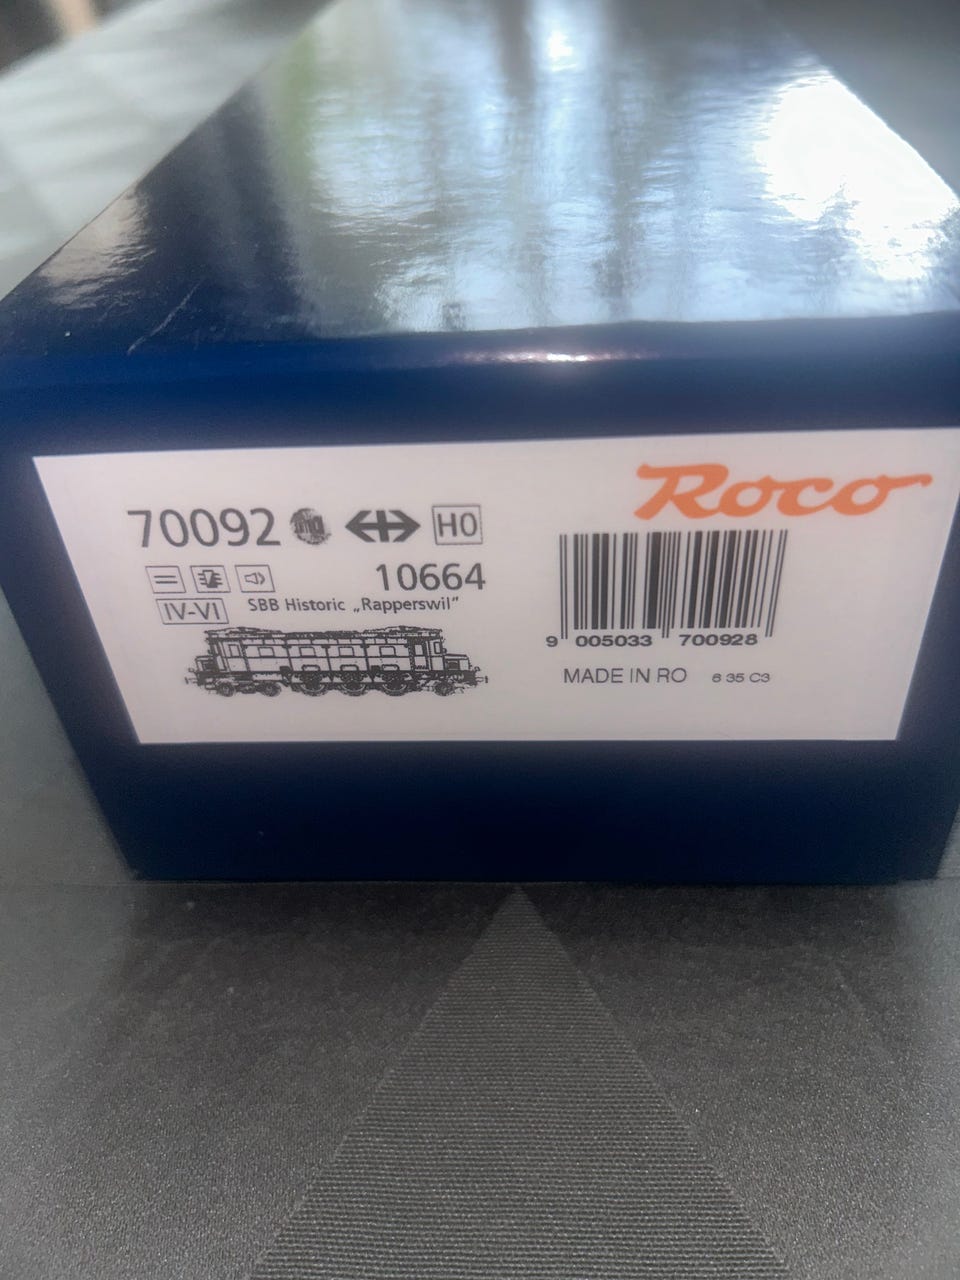 Roco
70092 H0
10664
IV-VI SBB Historic „Rapperswil“
9 005033 700928
MADE IN RO 6 35 C3